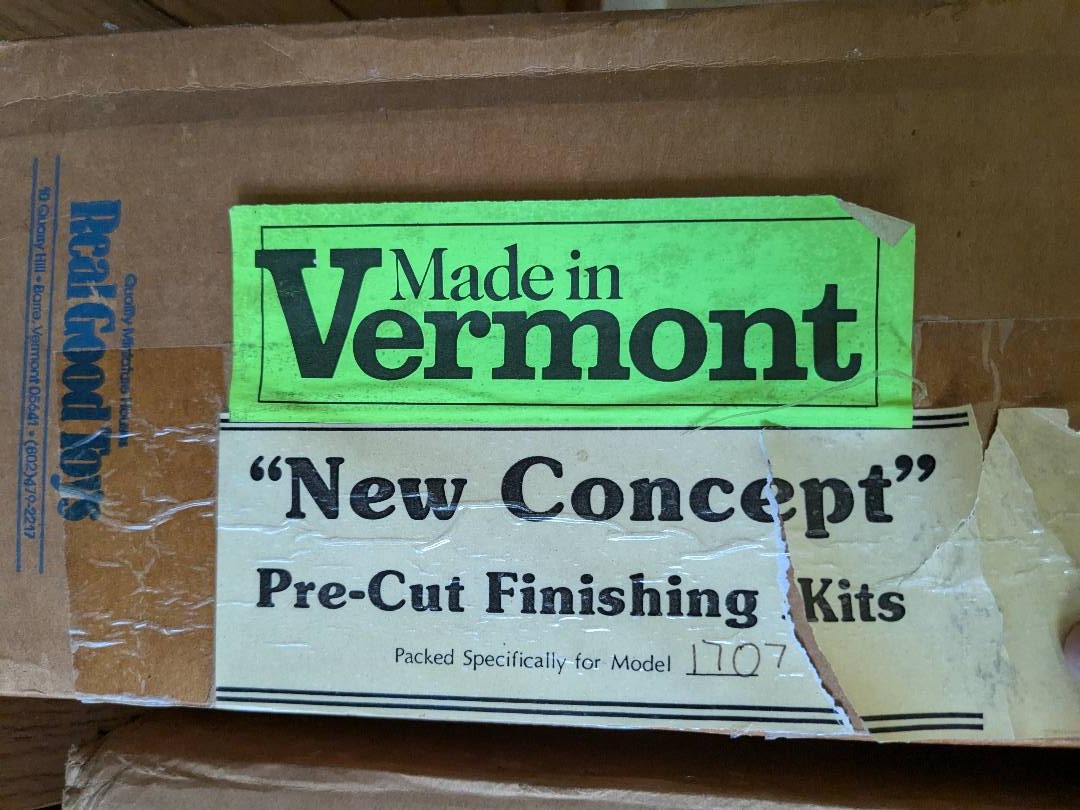 Made in
Vermont
“New Concept”
Pre-Cut Finishing Kits
Packed Specifically for Model 1707
Quality Miniature Houses
Real Good Toys
10 Quarry Hill • Barre, Vermont 05641 • (802)479-2217